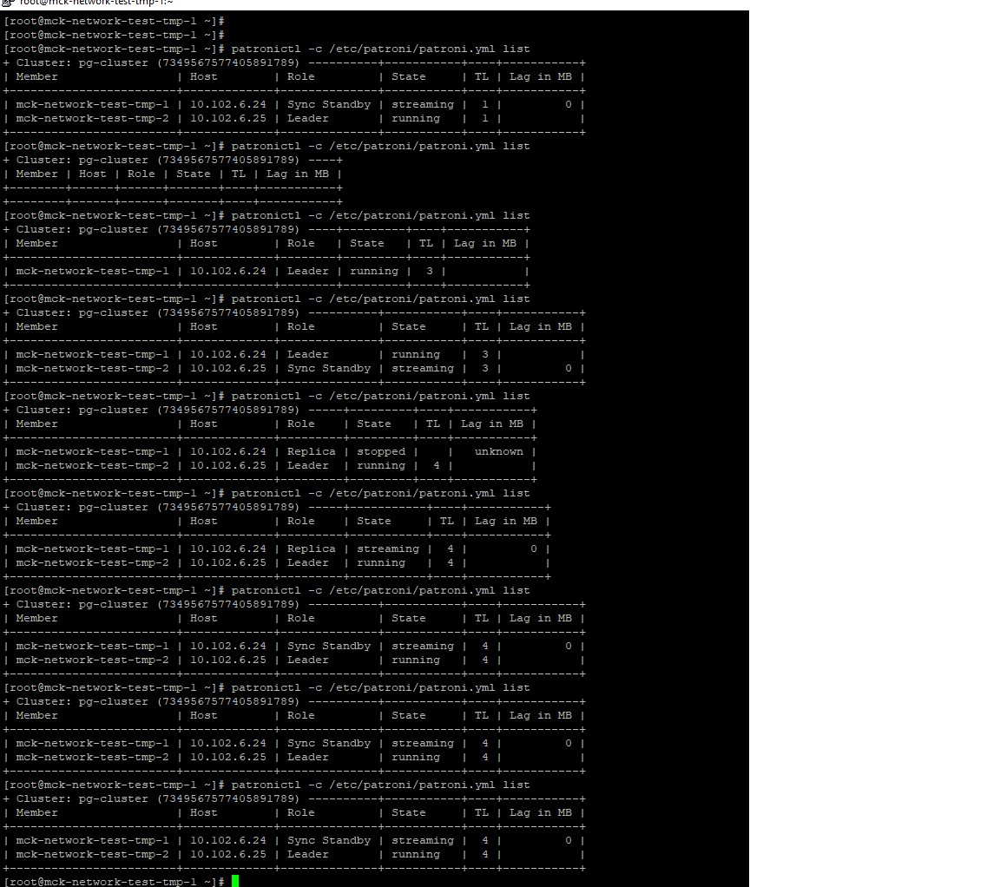 root@mck-network-test-tmp-1:~
[root@mck-network-test-tmp-1 ~]#
[root@mck-network-test-tmp-1 ~]#
[root@mck-network-test-tmp-1 ~]# patronictl -c /etc/patroni/patroni.yml list
+ Cluster: pg-cluster (7349567577405891789) ----------+-----------+----+-----------+
| Member                 | Host        | Role         | State     | TL | Lag in MB |
+------------------------+-------------+--------------+-----------+----+-----------+
| mck-network-test-tmp-1 | 10.102.6.24 | Sync Standby | streaming |  1 |         0 |
| mck-network-test-tmp-2 | 10.102.6.25 | Leader       | running   |  1 |           |
+------------------------+-------------+--------------+-----------+----+-----------+
[root@mck-network-test-tmp-1 ~]# patronictl -c /etc/patroni/patroni.yml list
+ Cluster: pg-cluster (7349567577405891789) ----+
| Member | Host | Role | State | TL | Lag in MB |
+--------+------+------+-------+----+-----------+
+--------+------+------+-------+----+-----------+
[root@mck-network-test-tmp-1 ~]# patronictl -c /etc/patroni/patroni.yml list
+ Cluster: pg-cluster (7349567577405891789) ----+---------+----+-----------+
| Member                 | Host        | Role   | State   | TL | Lag in MB |
+------------------------+-------------+--------+---------+----+-----------+
| mck-network-test-tmp-1 | 10.102.6.24 | Leader | running |  3 |           |
+------------------------+-------------+--------+---------+----+-----------+
[root@mck-network-test-tmp-1 ~]# patronictl -c /etc/patroni/patroni.yml list
+ Cluster: pg-cluster (7349567577405891789) ----------+-----------+----+-----------+
| Member                 | Host        | Role         | State     | TL | Lag in MB |
+------------------------+-------------+--------------+-----------+----+-----------+
| mck-network-test-tmp-1 | 10.102.6.24 | Leader       | running   |  3 |           |
| mck-network-test-tmp-2 | 10.102.6.25 | Sync Standby | streaming |  3 |         0 |
+------------------------+-------------+--------------+-----------+----+-----------+
[root@mck-network-test-tmp-1 ~]# patronictl -c /etc/patroni/patroni.yml list
+ Cluster: pg-cluster (7349567577405891789) -----+---------+----+-----------+
| Member                 | Host        | Role    | State   | TL | Lag in MB |
+------------------------+-------------+---------+---------+----+-----------+
| mck-network-test-tmp-1 | 10.102.6.24 | Replica | stopped |    |   unknown |
| mck-network-test-tmp-2 | 10.102.6.25 | Leader  | running |  4 |           |
+------------------------+-------------+---------+---------+----+-----------+
[root@mck-network-test-tmp-1 ~]# patronictl -c /etc/patroni/patroni.yml list
+ Cluster: pg-cluster (7349567577405891789) -----+-----------+----+-----------+
| Member                 | Host        | Role    | State     | TL | Lag in MB |
+------------------------+-------------+---------+-----------+----+-----------+
| mck-network-test-tmp-1 | 10.102.6.24 | Replica | streaming |  4 |         0 |
| mck-network-test-tmp-2 | 10.102.6.25 | Leader  | running   |  4 |           |
+------------------------+-------------+---------+-----------+----+-----------+
[root@mck-network-test-tmp-1 ~]# patronictl -c /etc/patroni/patroni.yml list
+ Cluster: pg-cluster (7349567577405891789) ----------+-----------+----+-----------+
| Member                 | Host        | Role         | State     | TL | Lag in MB |
+------------------------+-------------+--------------+-----------+----+-----------+
| mck-network-test-tmp-1 | 10.102.6.24 | Sync Standby | streaming |  4 |         0 |
| mck-network-test-tmp-2 | 10.102.6.25 | Leader       | running   |  4 |           |
+------------------------+-------------+--------------+-----------+----+-----------+
[root@mck-network-test-tmp-1 ~]# patronictl -c /etc/patroni/patroni.yml list
+ Cluster: pg-cluster (7349567577405891789) ----------+-----------+----+-----------+
| Member                 | Host        | Role         | State     | TL | Lag in MB |
+------------------------+-------------+--------------+-----------+----+-----------+
| mck-network-test-tmp-1 | 10.102.6.24 | Sync Standby | streaming |  4 |         0 |
| mck-network-test-tmp-2 | 10.102.6.25 | Leader       | running   |  4 |           |
+------------------------+-------------+--------------+-----------+----+-----------+
[root@mck-network-test-tmp-1 ~]# patronictl -c /etc/patroni/patroni.yml list
+ Cluster: pg-cluster (7349567577405891789) ----------+-----------+----+-----------+
| Member                 | Host        | Role         | State     | TL | Lag in MB |
+------------------------+-------------+--------------+-----------+----+-----------+
| mck-network-test-tmp-1 | 10.102.6.24 | Sync Standby | streaming |  4 |         0 |
| mck-network-test-tmp-2 | 10.102.6.25 | Leader       | running   |  4 |           |
+------------------------+-------------+--------------+-----------+----+-----------+
[root@mck-network-test-tmp-1 ~]#